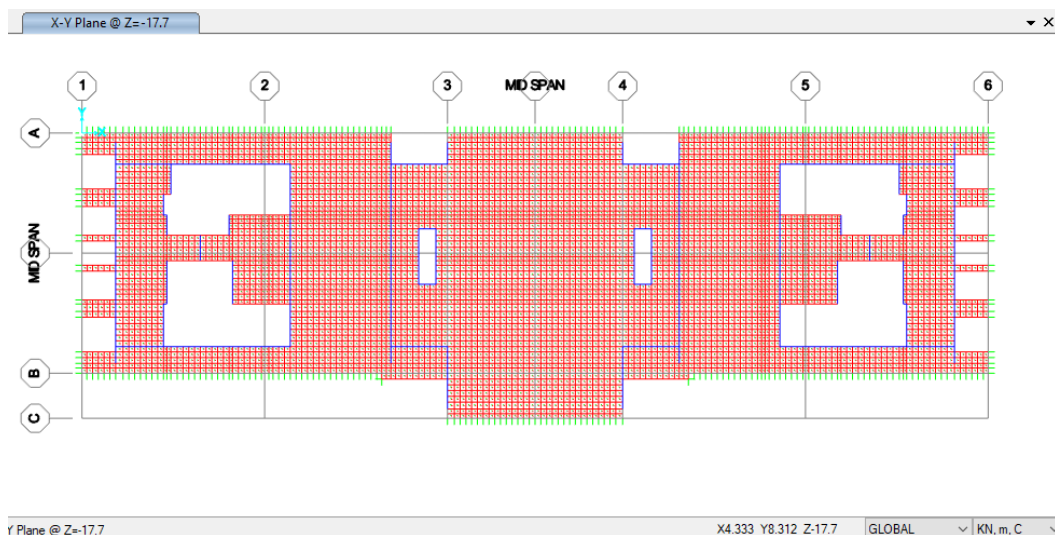 X-Y Plane @ Z=-17.7
1 2 3 MID SPAN 4 5 6
A
MID SPAN
B
C
Y Plane @ Z=-17.7 X4.333 Y8.312 Z-17.7 GLOBAL KN, m, C